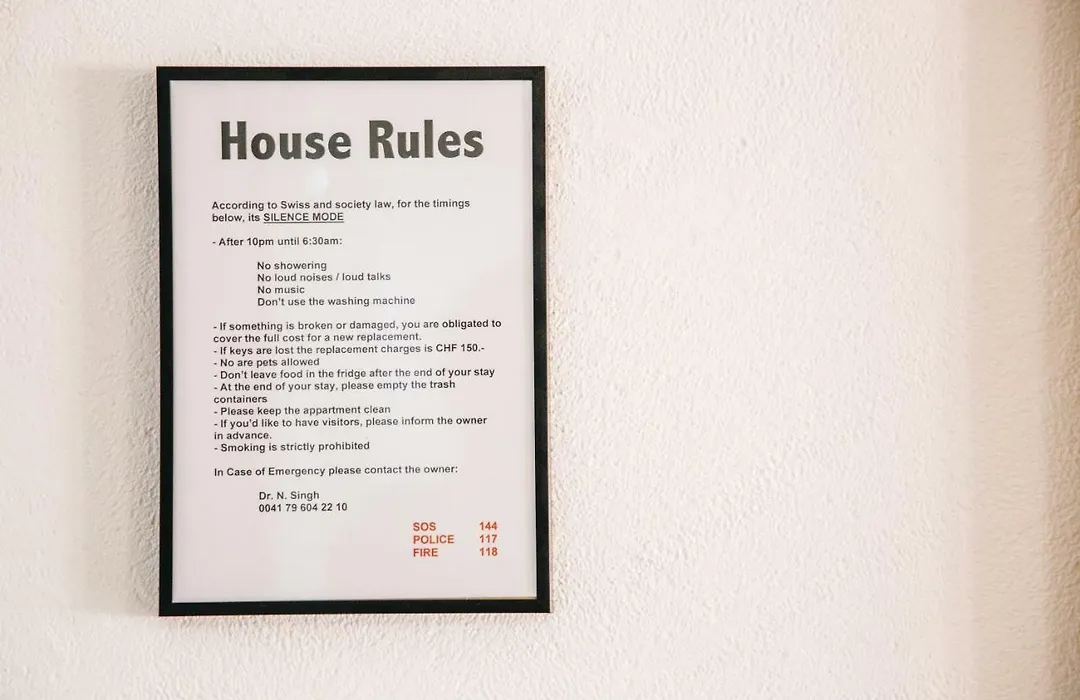 House Rules
According to Swiss and society law, for the timings
below, its SILENCE MODE
- After 10pm until 6:30am:
No showering
No loud noises / loud talks
No music
Don't use the washing machine
- If something is broken or damaged, you are obligated to
cover the full cost for a new replacement.
- If keys are lost the replacement charges is CHF 150.-
- No are pets allowed
- Don't leave food in the fridge after the end of your stay
- At the end of your stay, please empty the trash
containers
- Please keep the appartment clean
- If you'd like to have visitors, please inform the owner
in advance.
- Smoking is strictly prohibited
In Case of Emergency please contact the owner:
Dr. N. Singh
0041 79 604 22 10
SOS 144
POLICE 117
FIRE 118